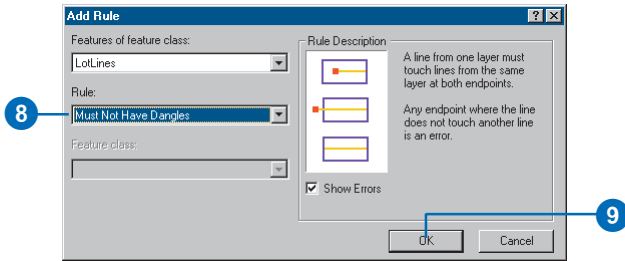 Add Rule
Features of feature class:
LotLines
Rule:
8
Must Not Have Dangles
Feature class:
Rule Description
A line from one layer must
touch lines from the same
layer at both endpoints.
Any endpoint where the line
does not touch another line
is an error.
Show Errors
9
OK
Cancel